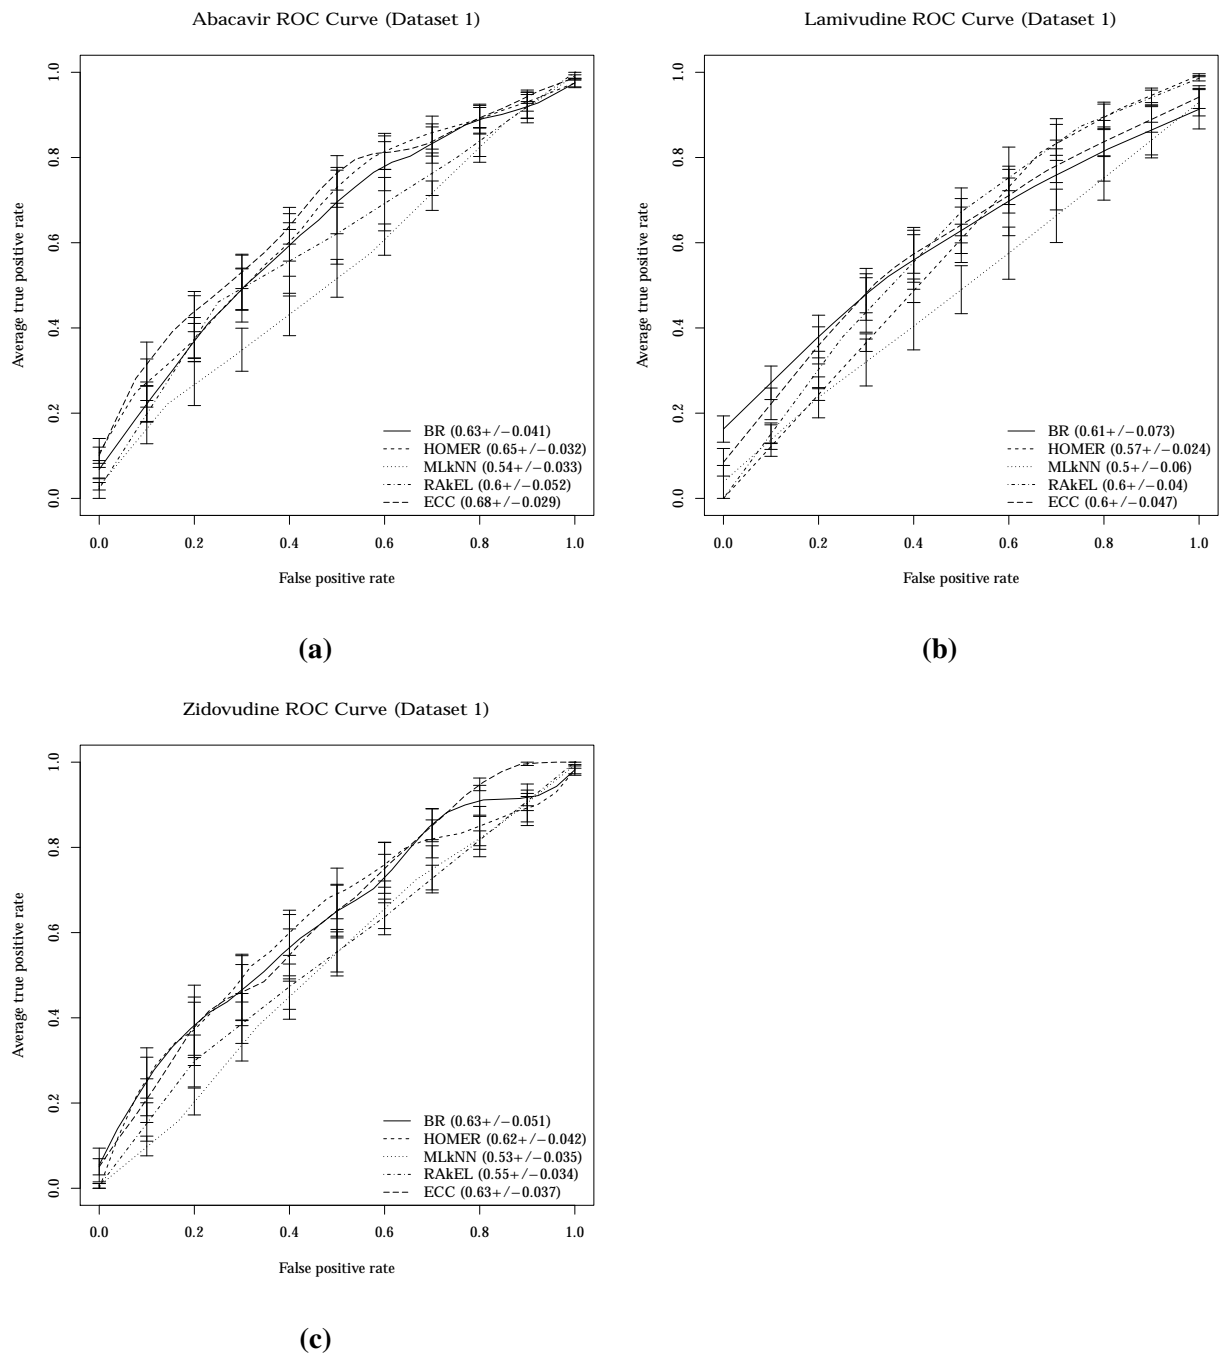 Abacavir ROC Curve (Dataset 1)
Average true positive rate
1.0
0.8
0.6
0.4
0.2
0.0
BR (0.63+/−0.041)
HOMER (0.65+/−0.032)
MLkNN (0.54+/−0.033)
RAkEL (0.6+/−0.052)
ECC (0.68+/−0.029)
0.0 0.2 0.4 0.6 0.8 1.0
False positive rate
(a)
Lamivudine ROC Curve (Dataset 1)
Average true positive rate
1.0
0.8
0.6
0.4
0.2
0.0
BR (0.61+/−0.073)
HOMER (0.57+/−0.024)
MLkNN (0.5+/−0.06)
RAkEL (0.6+/−0.04)
ECC (0.6+/−0.047)
0.0 0.2 0.4 0.6 0.8 1.0
False positive rate
(b)
Zidovudine ROC Curve (Dataset 1)
Average true positive rate
1.0
0.8
0.6
0.4
0.2
0.0
BR (0.63+/−0.051)
HOMER (0.62+/−0.042)
MLkNN (0.53+/−0.035)
RAkEL (0.55+/−0.034)
ECC (0.63+/−0.037)
0.0 0.2 0.4 0.6 0.8 1.0
False positive rate
(c)